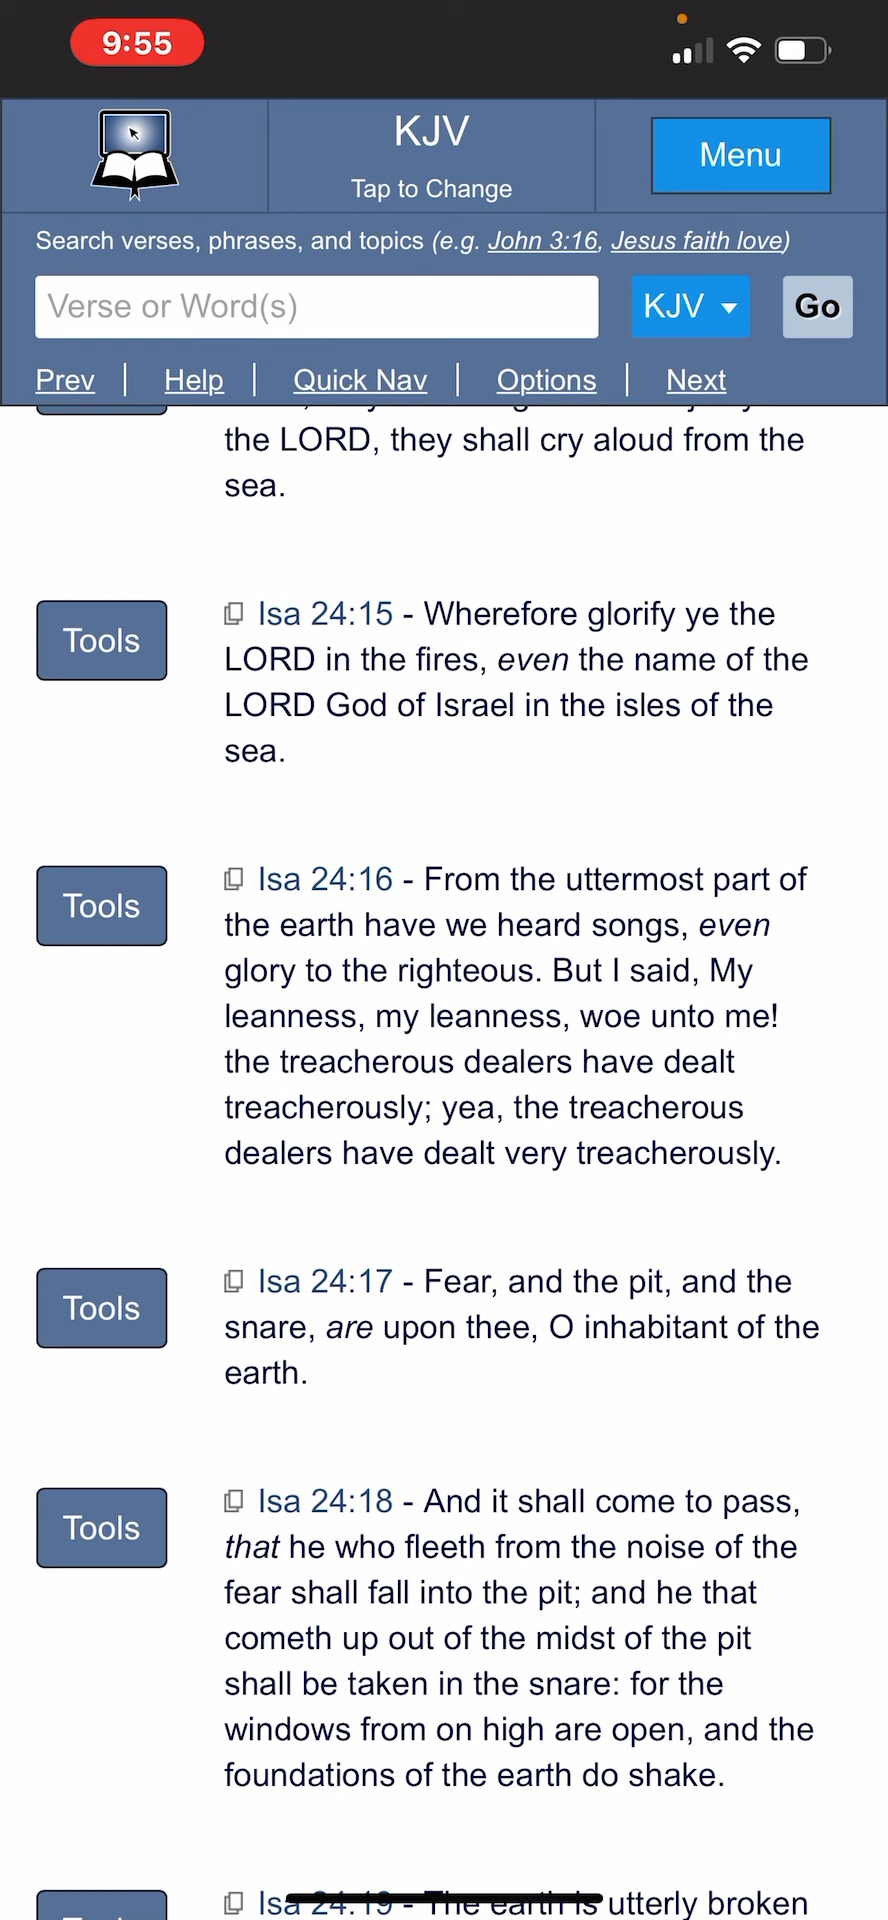 9:55
KJV
Tap to Change
Menu
Search verses, phrases, and topics (e.g. John 3:16, Jesus faith love)
Verse or Word(s)
KJV
Go
Prev | Help | Quick Nav | Options | Next
the LORD, they shall cry aloud from the
sea.
Tools
Isa 24:15 - Wherefore glorify ye the
LORD in the fires, even the name of the
LORD God of Israel in the isles of the
sea.
Tools
Isa 24:16 - From the uttermost part of
the earth have we heard songs, even
glory to the righteous. But I said, My
leanness, my leanness, woe unto me!
the treacherous dealers have dealt
treacherously; yea, the treacherous
dealers have dealt very treacherously.
Tools
Isa 24:17 - Fear, and the pit, and the
snare, are upon thee, O inhabitant of the
earth.
Tools
Isa 24:18 - And it shall come to pass,
that he who fleeth from the noise of the
fear shall fall into the pit; and he that
cometh up out of the midst of the pit
shall be taken in the snare: for the
windows from on high are open, and the
foundations of the earth do shake.
Isa 24:19 - The earth is utterly broken